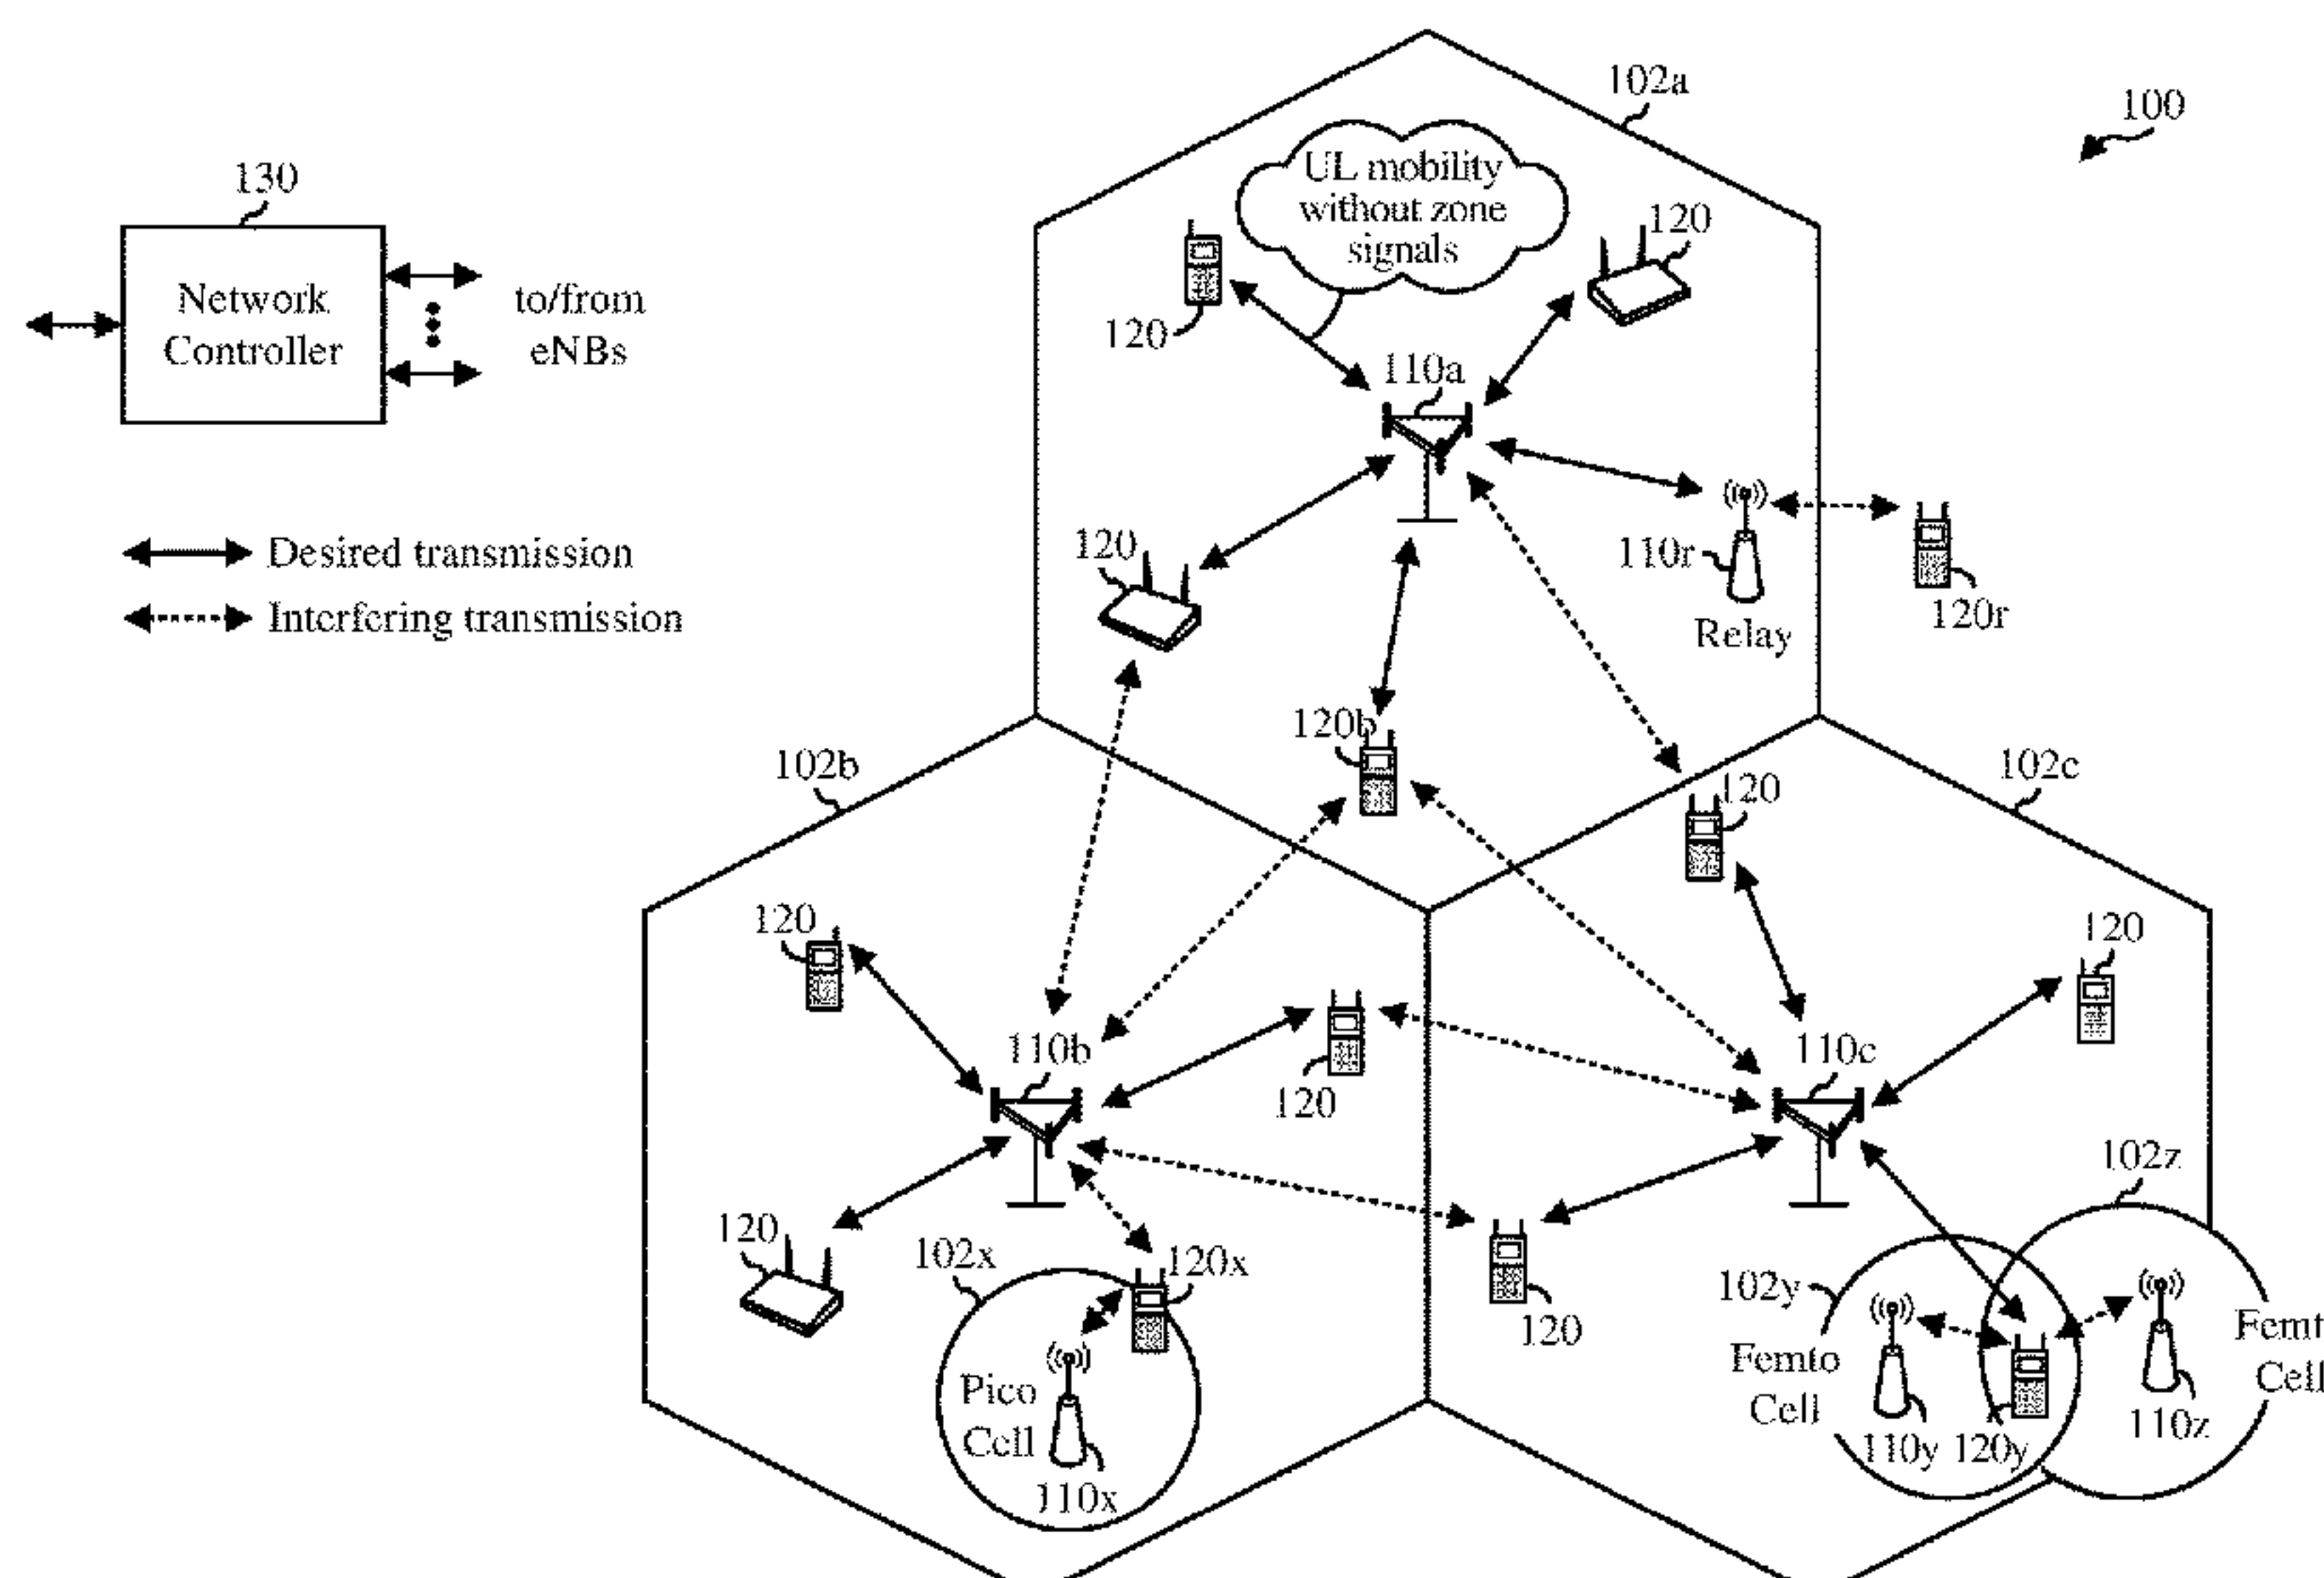 102a
100
130
UL mobility
without zone
signals
120
Network
Controller
to/from
eNBs
120
110a
Desired transmission
Interfering transmission
120
110r
Relay
120r
120b
102b
102c
120
120
120
110b
110c
120
102z
120
102x
120x
102y
120
Femto
Cell
Pico
Cell
110x
110y
120y
110z
Femt
Cell